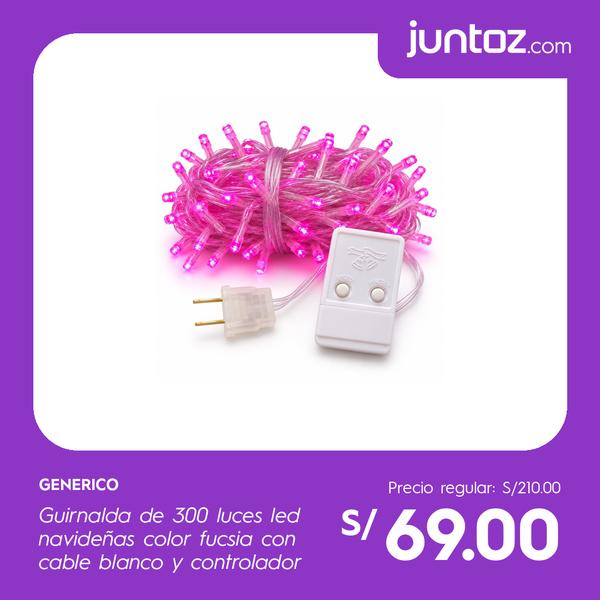 juntoz.com
GENERICO
Guirnalda de 300 luces led
navideñas color fucsia con
cable blanco y controlador
Precio regular: S/210.00
S/69.00